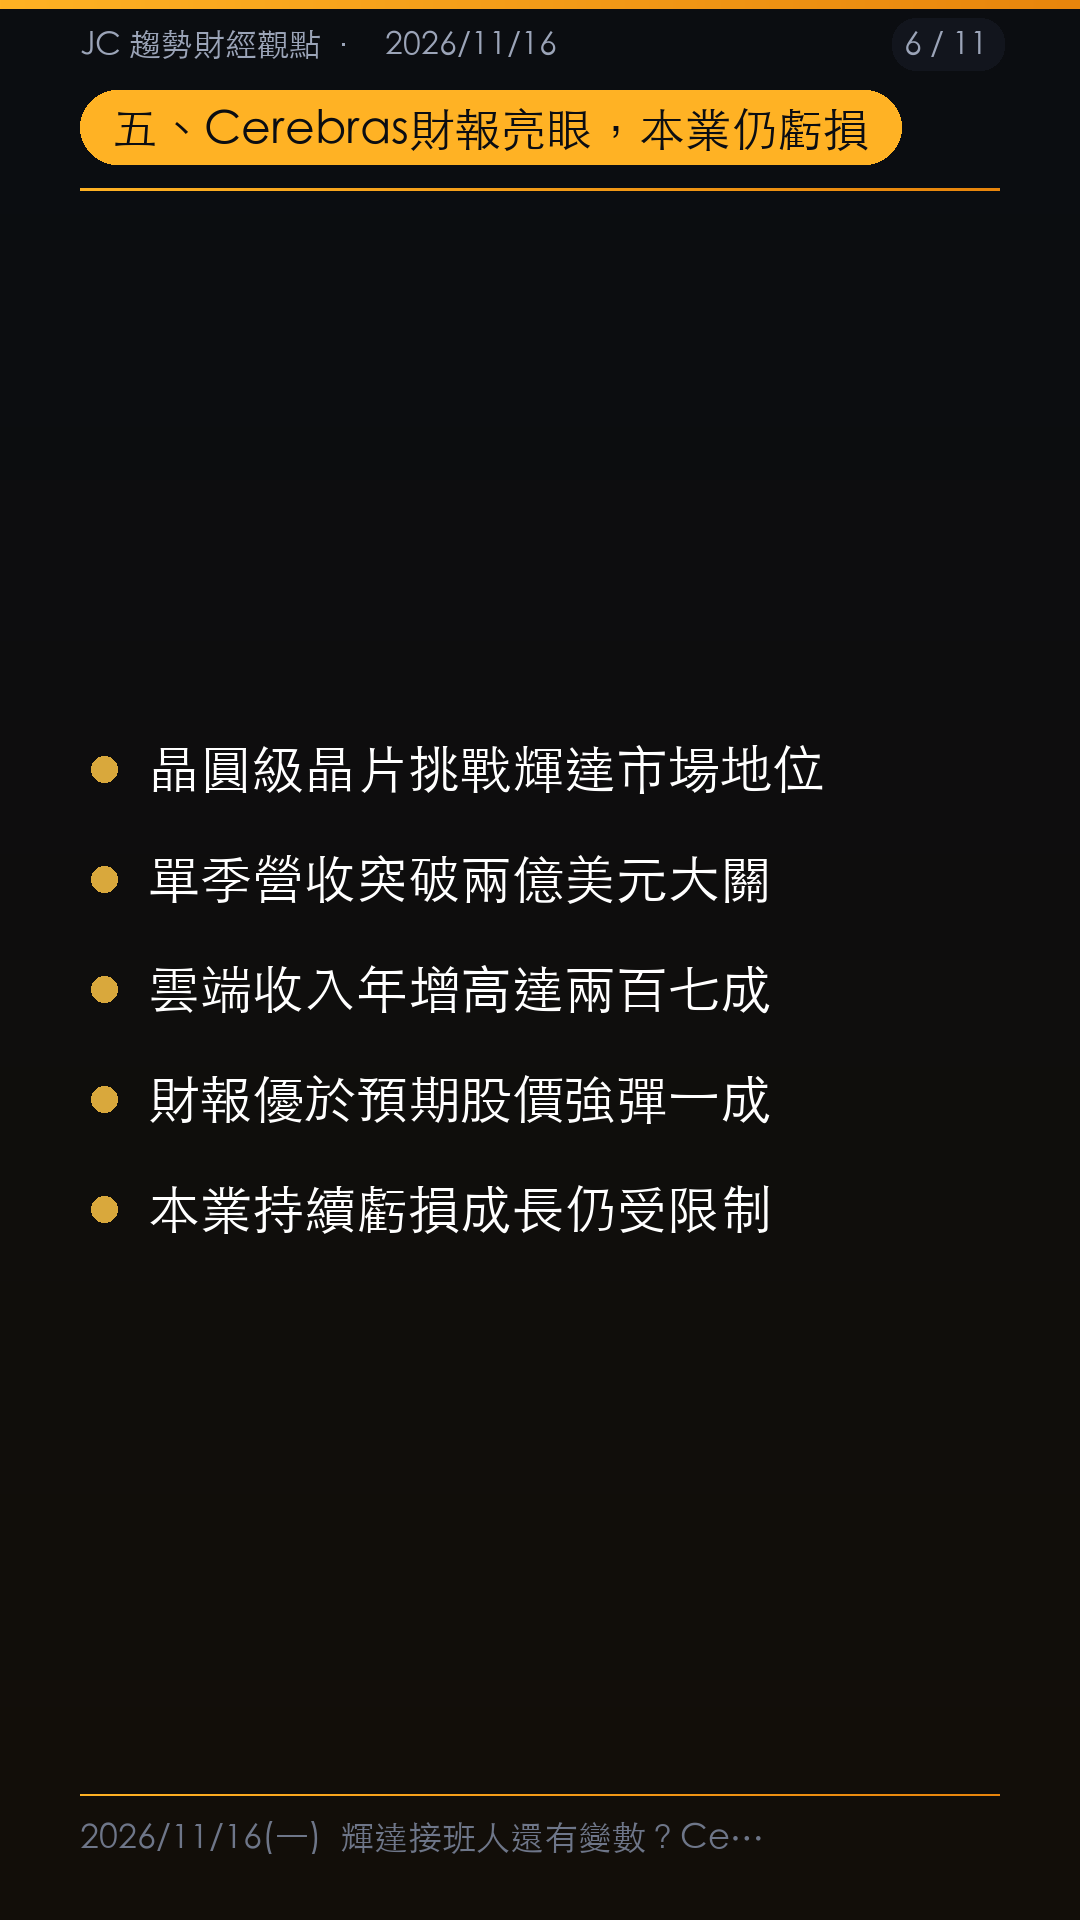 JC 趨勢財經觀點 · 2026/11/16
6 / 11
五、Cerebras財報亮眼，本業仍虧損
晶圓級晶片挑戰輝達市場地位
單季營收突破兩億美元大關
雲端收入年增高達兩百七成
財報優於預期股價強彈一成
本業持續虧損成長仍受限制
2026/11/16(一) 輝達接班人還有變數？Ce⋯